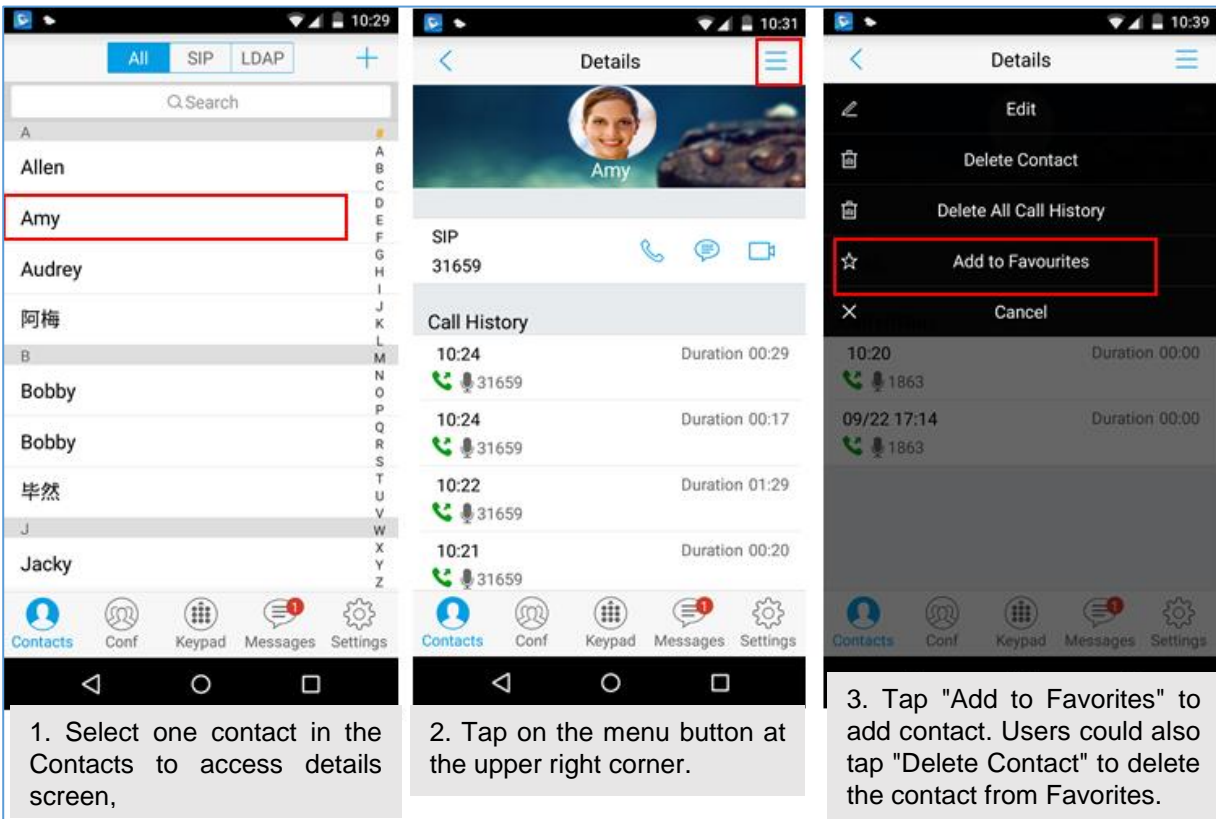 10:29
All SIP LDAP +
Search
A
Allen
Amy
Audrey
阿梅
B
Bobby
Bobby
毕然
J
Jacky
#
A
B
C
D
E
F
G
H
I
J
K
L
M
N
O
P
Q
R
S
T
U
V
W
X
Y
Z
1
Contacts Conf Keypad Messages Settings
1. Select one contact in the
Contacts to access details
screen,
10:31
Details
Amy
SIP
31659
Call History
10:24 Duration 00:29
31659
10:24 Duration 00:17
31659
10:22 Duration 01:29
31659
10:21 Duration 00:20
31659
1
Contacts Conf Keypad Messages Settings
2. Tap on the menu button at
the upper right corner.
10:39
Details
Edit
Delete Contact
Delete All Call History
Add to Favourites
Cancel
10:20 Duration 00:00
1863
09/22 17:14 Duration 00:00
1863
1
Contacts Conf Keypad Messages Settings
3. Tap "Add to Favorites" to
add contact. Users could also
tap "Delete Contact" to delete
the contact from Favorites.